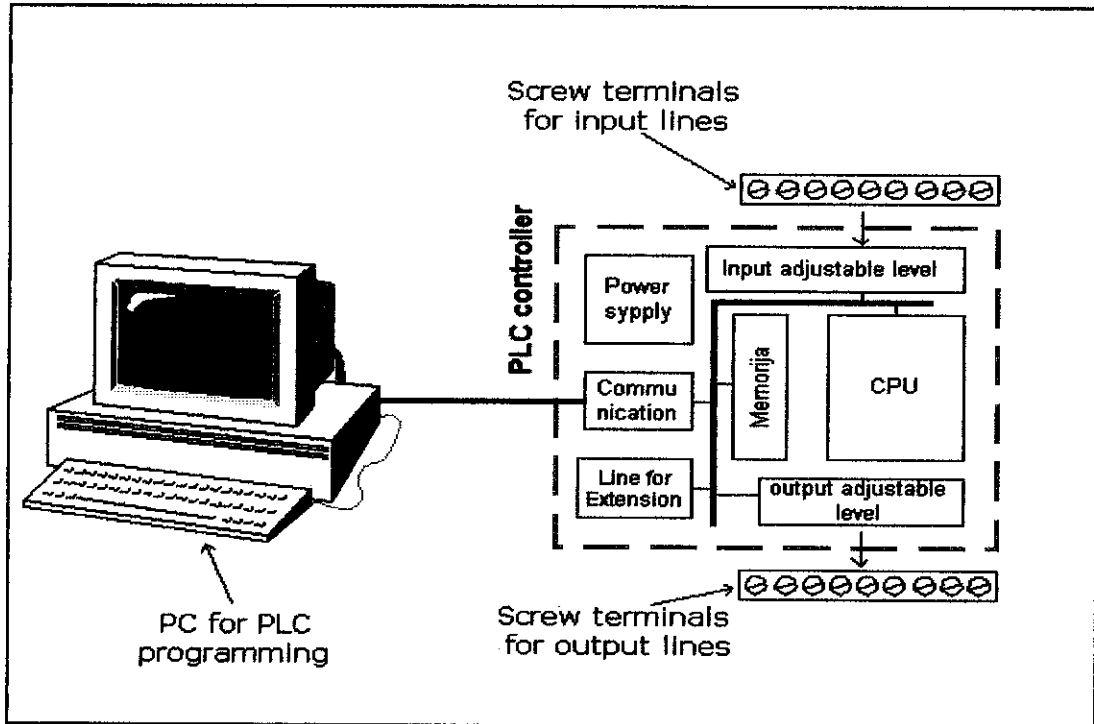 Screw terminals
for input lines
PLC controller
Input adjustable level
Power
sypply
Memorija
CPU
Commu
nication
Line for
Extension
output adjustable
level
PC for PLC
programming
Screw terminals
for output lines